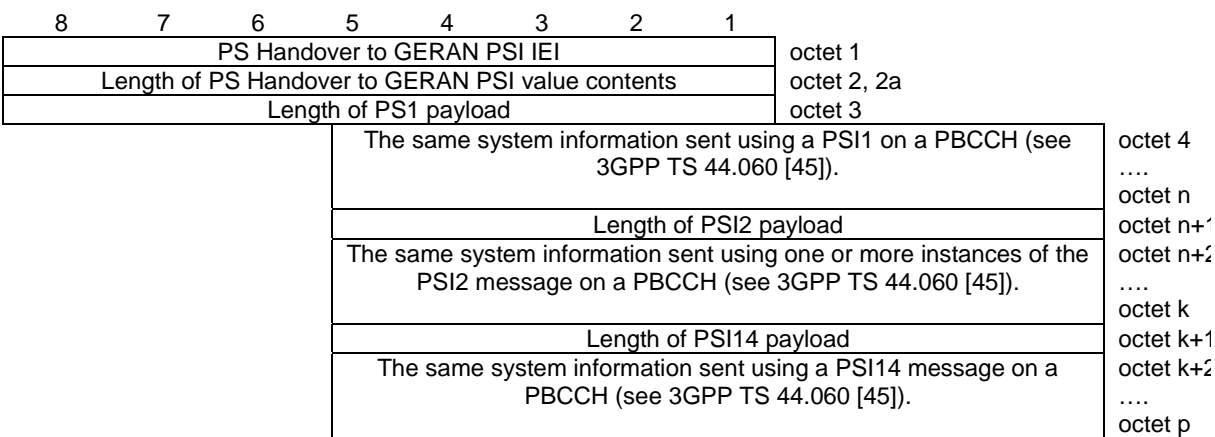 8 7 6 5 4 3 2 1
PS Handover to GERAN PSI IEI octet 1
Length of PS Handover to GERAN PSI value contents octet 2, 2a
Length of PS1 payload octet 3
The same system information sent using a PSI1 on a PBCCH (see octet 4
3GPP TS 44.060 [45]). ….
octet n
Length of PSI2 payload octet n+1
The same system information sent using one or more instances of the octet n+2
PSI2 message on a PBCCH (see 3GPP TS 44.060 [45]). ….
octet k
Length of PSI14 payload octet k+1
The same system information sent using a PSI14 message on a octet k+2
PBCCH (see 3GPP TS 44.060 [45]). ….
octet p